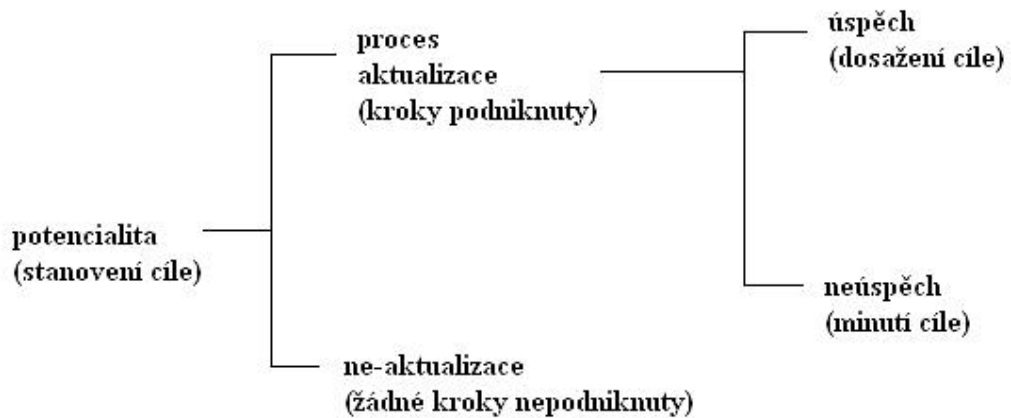 potencialita
(stanovení cíle)
proces
aktualizace
(kroky podniknuty)
úspěch
(dosažení cíle)
neúspěch
(minutí cíle)
ne-aktualizace
(žádné kroky nepodniknuty)